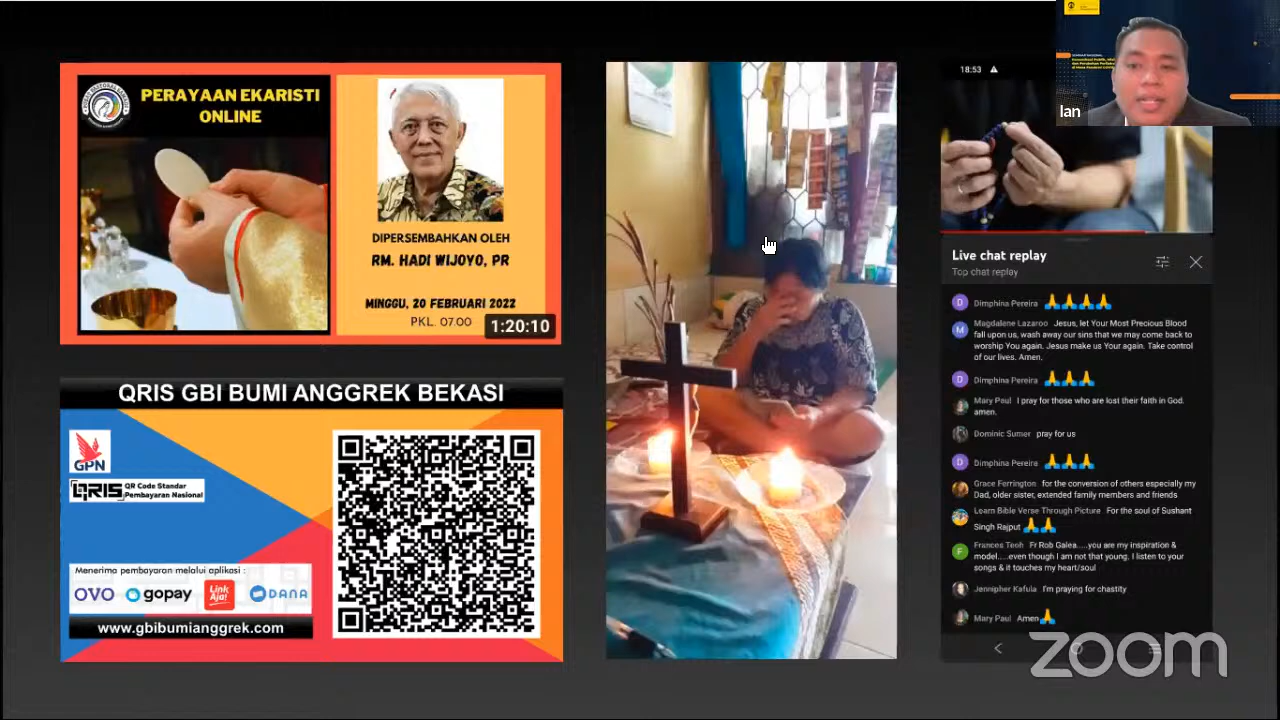 PERAYAAN EKARISTI
ONLINE
DIPERSEMBAHKAN OLEH
RM. HADI WIJOYO, PR
MINGGU, 20 FEBRUARI 2022
PKL. 07.00
1:20:10
QRIS GBI BUMI ANGGREK BEKASI
GPN
QRIS QR Code Standar
Pembayaran Nasional
Menerima pembayaran melalui aplikasi :
OVO gopay Link Aja! DANA
www.gbibumianggrek.com
Ian
18:53
Live chat replay
Top chat replay
Dimphina Pereira 🙏🙏🙏🙏
Magdalene Lazaroo Jesus, let Your Most Precious Blood
fall upon us, wash away our sins that we may come back to
worship You again. Jesus make us Your again. Take control
of our lives. Amen.
Dimphina Pereira 🙏🙏🙏
Mary Paul I pray for those who are lost their faith in God.
amen.
Dominic Sumer pray for us
Dimphina Pereira 🙏🙏🙏
Grace Ferrington for the conversion of others especially my
Dad, older sister, extended family members and friends
Learn Bible Verse Through Picture For the soul of Sushant
Singh Rajput 🙏🙏
Frances Teoh Fr Rob Galea.....you are my inspiration &
model.....even though I am not that young, I listen to your
songs & it touches my heart/soul
Jennipher Kafula I'm praying for chastity
Mary Paul Amen🙏
zoom